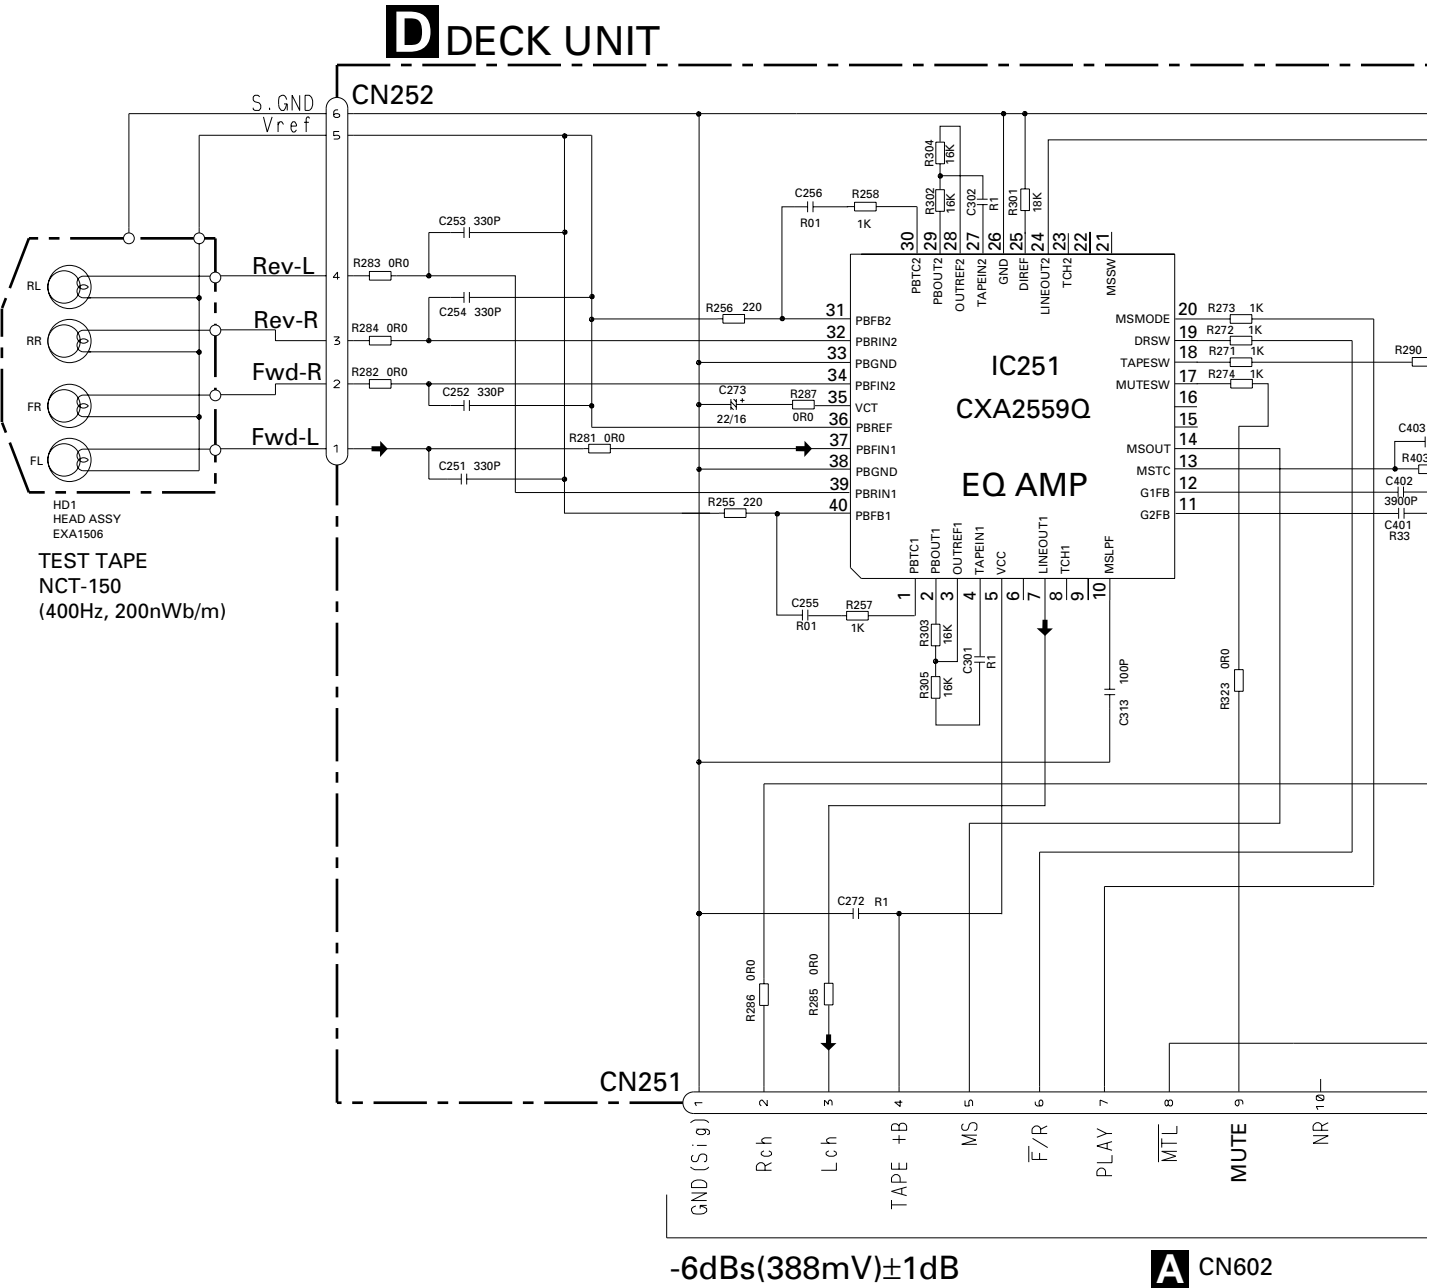 D DECK UNIT
CN252
S.GND
Vref
6
5
4
3
2
1
Rev-L
Rev-R
Fwd-R
Fwd-L
RL
RR
FR
FL
HD1
HEAD ASSY
EXA1506
TEST TAPE
NCT-150
(400Hz, 200nWb/m)
R283 0R0
R284 0R0
R282 0R0
R281 0R0
C253 330P
C254 330P
C252 330P
C251 330P
C256
R01
R258
1K
R256 220
C273
+
22/16
R287
0R0
R255 220
C255
R01
R257
1K
R304
16K
R302
16K
C302
R1
R301
18K
30 29 28 27 26 25 24 23 22 21
PBTC2
PBOUT2
OUTREF2
TAPEIN2
GND
DIREF
LINEOUT2
TCH2
MSSW
31 PBFB2
32 PBRIN2
33 PBGND
34 PBFIN2
35 VCT
36 PBREF
37 PBFIN1
38 PBGND
39 PBRIN1
40 PBFB1
IC251
CXA2559Q
EQ AMP
MSMODE 20
DRSW 19
TAPESW 18
MUTESW 17
16
15
MSOUT 14
MSTC 13
G1FB 12
G2FB 11
R273 1K
R272 1K
R271 1K
R274 1K
R290
C403
R403
C402
3900P
C401
R33
PBTC1
PBOUT1
OUTREF1
TAPEIN1
VCC
LINEOUT1
TCH1
MSLPF
1 2 3 4 5 6 7 8 9 10
R303
16K
R305
16K
C301
R1
C313
100P
R323
0R0
C272 R1
R286
0R0
R285
0R0
CN251
1 2 3 4 5 6 7 8 9 10
GND(Sig)
Rch
Lch
TAPE +B
MS
F̅/R
PLAY
M̅T̅L̅
MUTE
NR
-6dBs(388mV)±1dB
A CN602